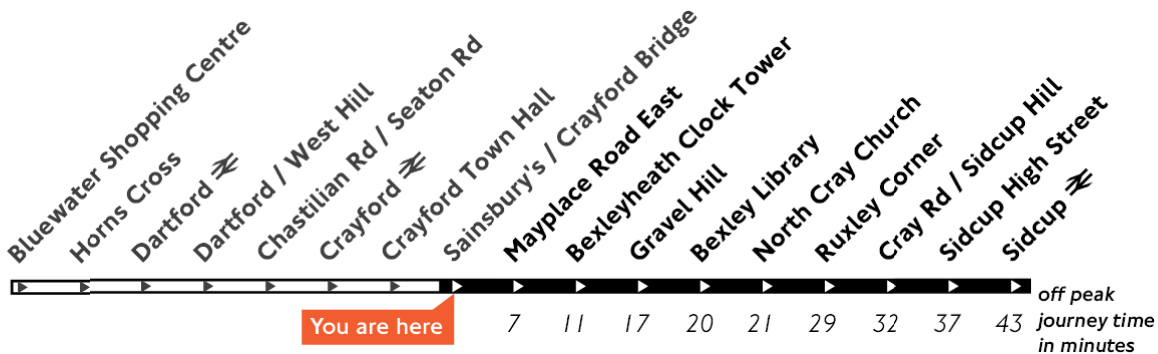 Bluewater Shopping Centre
Horns Cross
Dartford
Dartford / West Hill
Chastilian Rd / Seaton Rd
Crayford
Crayford Town Hall
Sainsbury's / Crayford Bridge
Mayplace Road East
Bexleyheath Clock Tower
Gravel Hill
Bexley Library
North Cray Church
Ruxley Corner
Cray Rd / Sidcup Hill
Sidcup High Street
Sidcup
You are here
7 11 17 20 21 29 32 37 43
off peak
journey time
in minutes